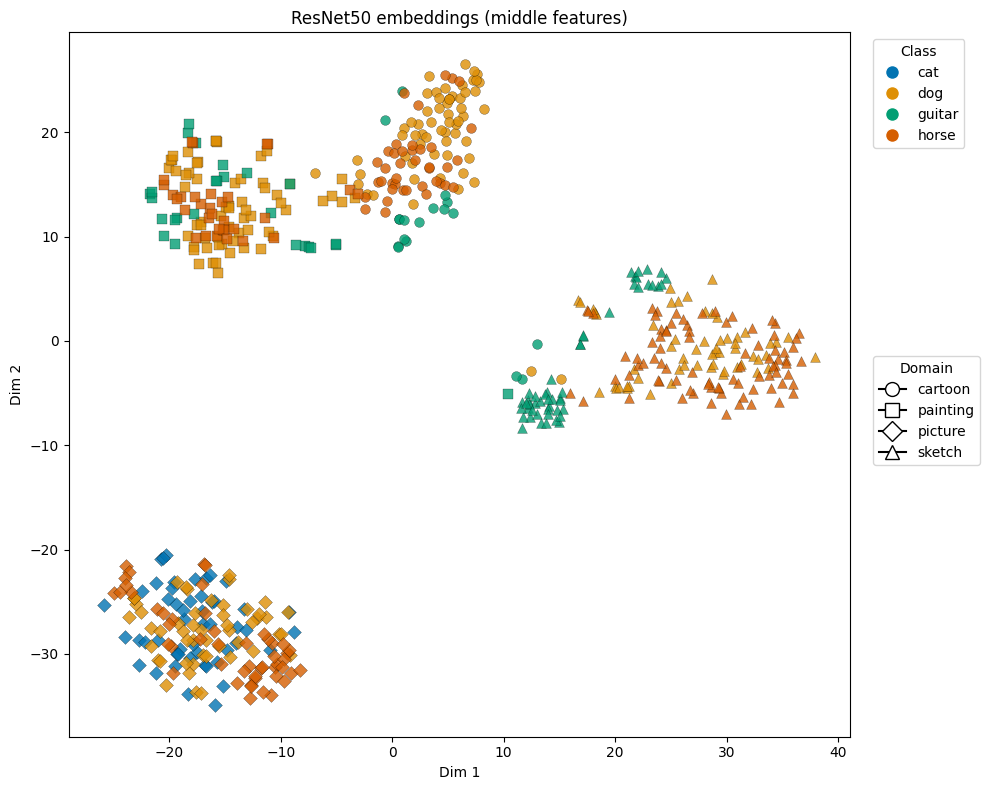 ResNet50 embeddings (middle features)
Class
cat
dog
guitar
horse
Domain
cartoon
painting
picture
sketch
Dim 2
20
10
0
−10
−20
−30
−20 −10 0 10 20 30 40
Dim 1